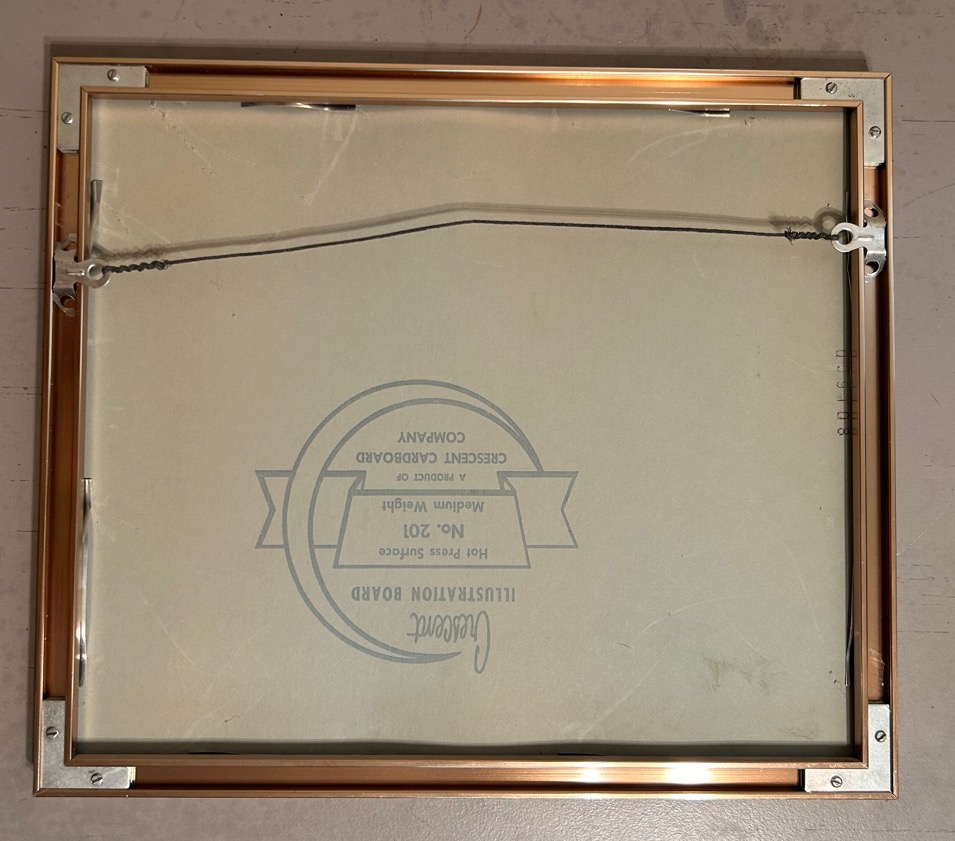 Crescent
ILLUSTRATION BOARD
Hot Press Surface
No. 201
Medium Weight
A PRODUCT OF
CRESCENT CARDBOARD
COMPANY